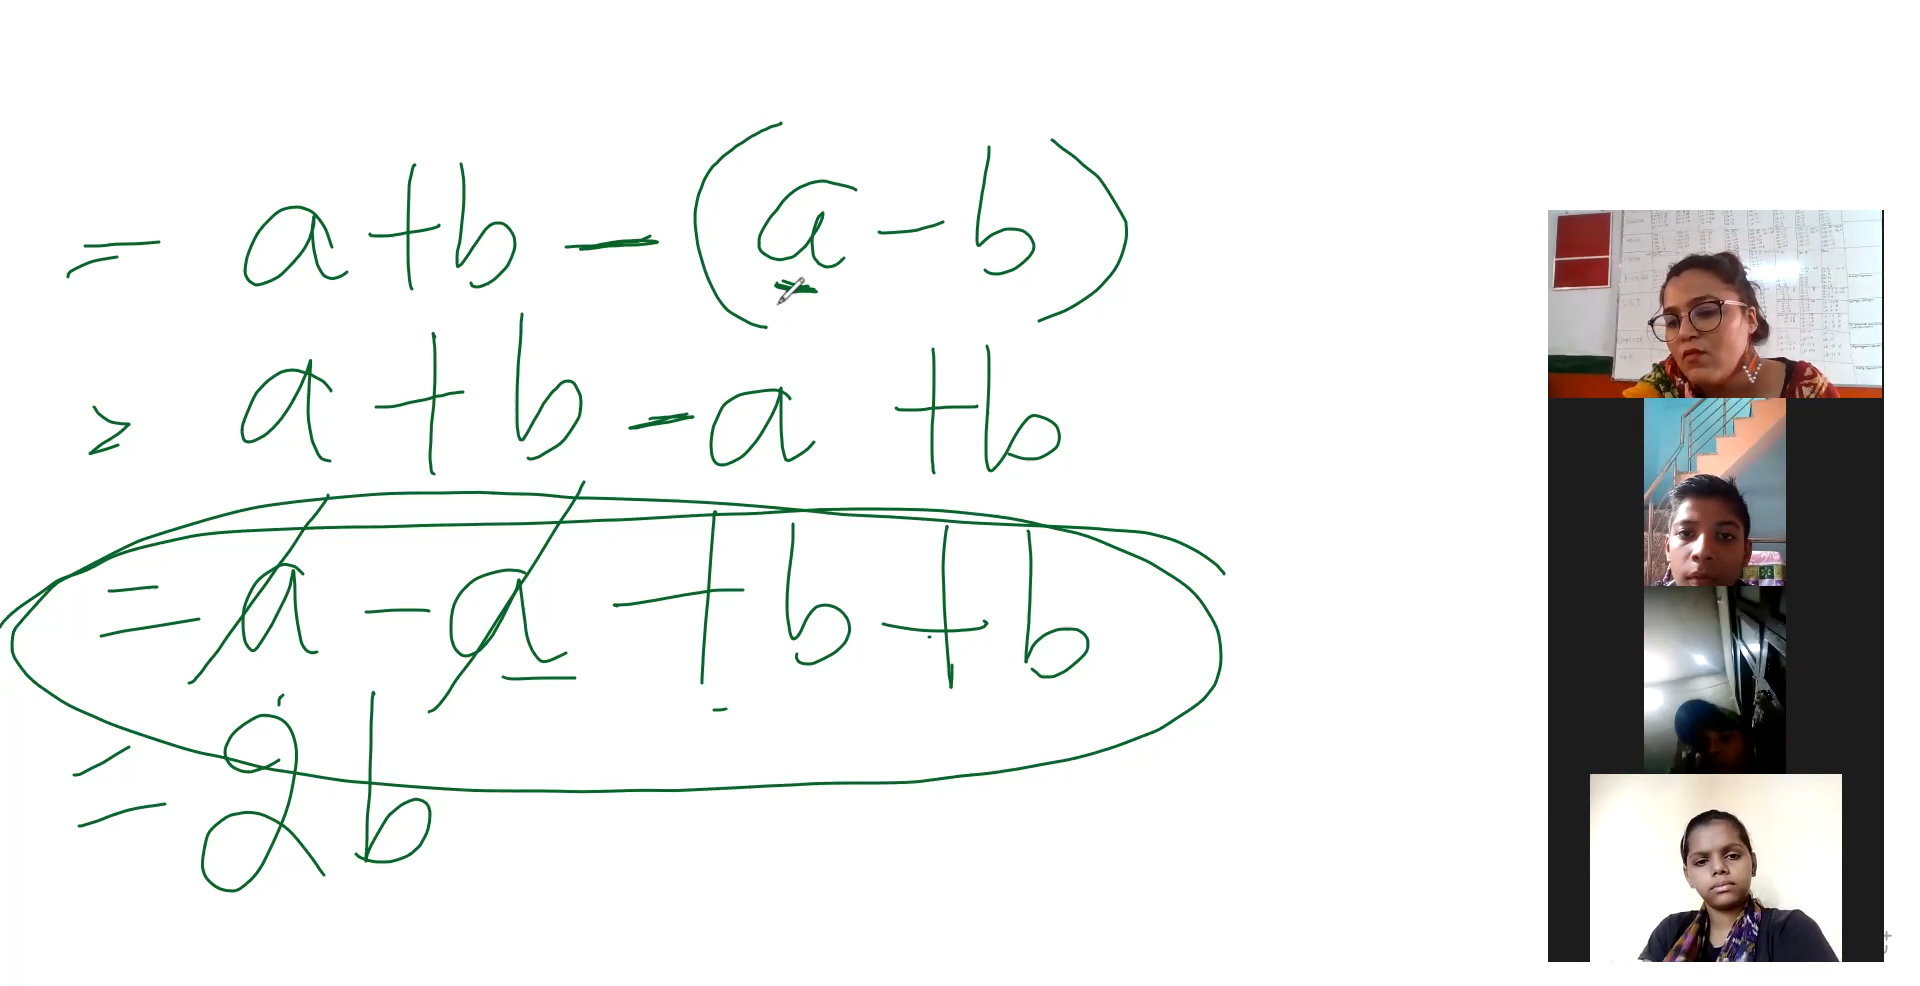 = a + b - (a - b)
= a + b - a + b
= a - a + b + b
= 2b